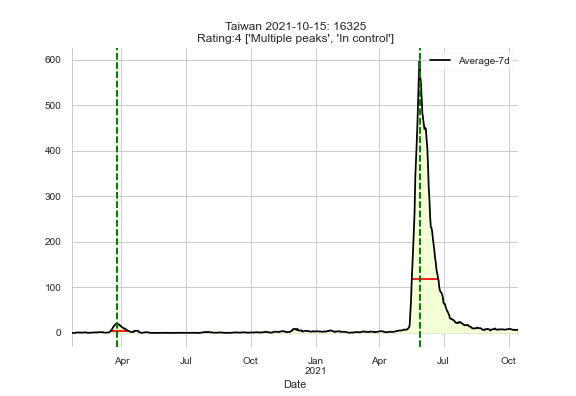 Taiwan 2021-10-15: 16325
Rating:4 ['Multiple peaks', 'In control']
Average-7d
600
500
400
300
200
100
0
Apr
Jul
Oct
Jan
2021
Apr
Jul
Oct
Date